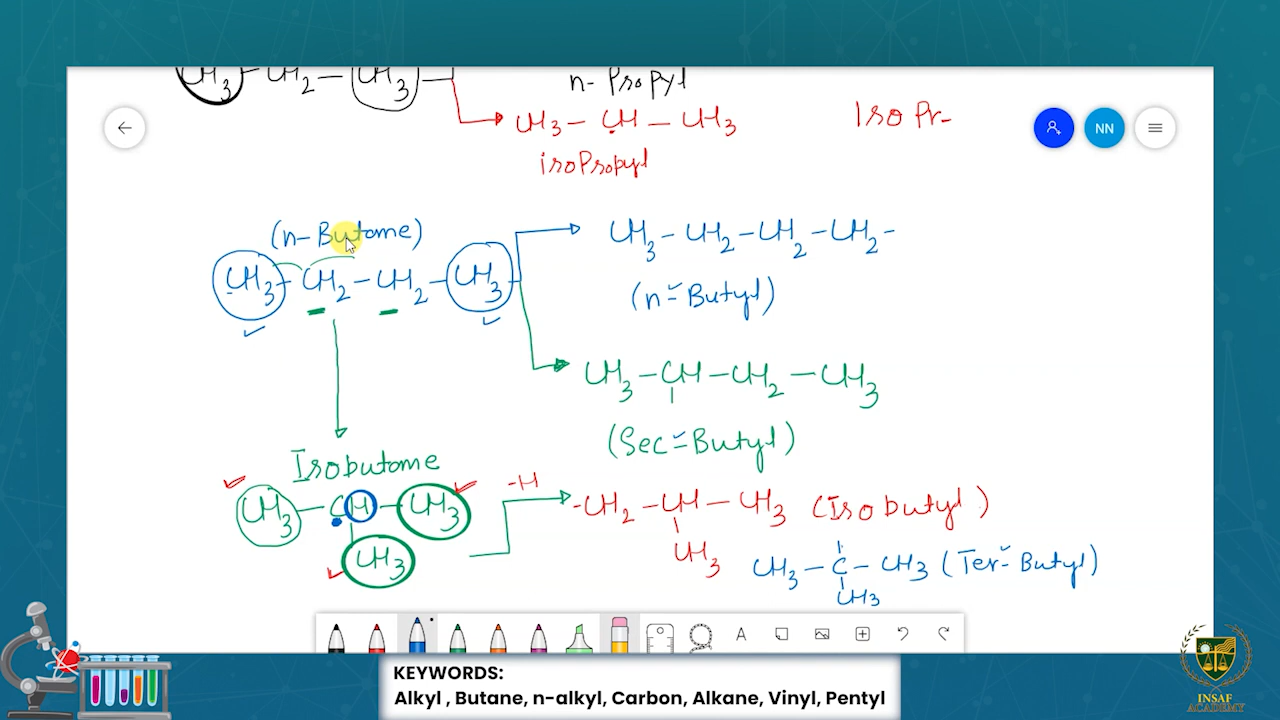 CH3 – CH2 – CH3 –
n- Propyl
CH3 – CH – CH3
isoPropyl
Iso Pr-
NN
(n- Butane)
CH3 – CH2 – CH2 – CH3
CH3 – CH2 – CH2 – CH2 –
(n- Butyl)
CH3 – CH – CH2 – CH3
(Sec- Butyl)
Isobutane
CH3 – CH – CH3
CH3
-H
-CH2 – CH – CH3 (Isobutyl)
CH3
CH3 – C – CH3 (Ter- Butyl)
CH3
A
KEYWORDS:
Alkyl , Butane, n-alkyl, Carbon, Alkane, Vinyl, Pentyl
INSAF
ACADEMY